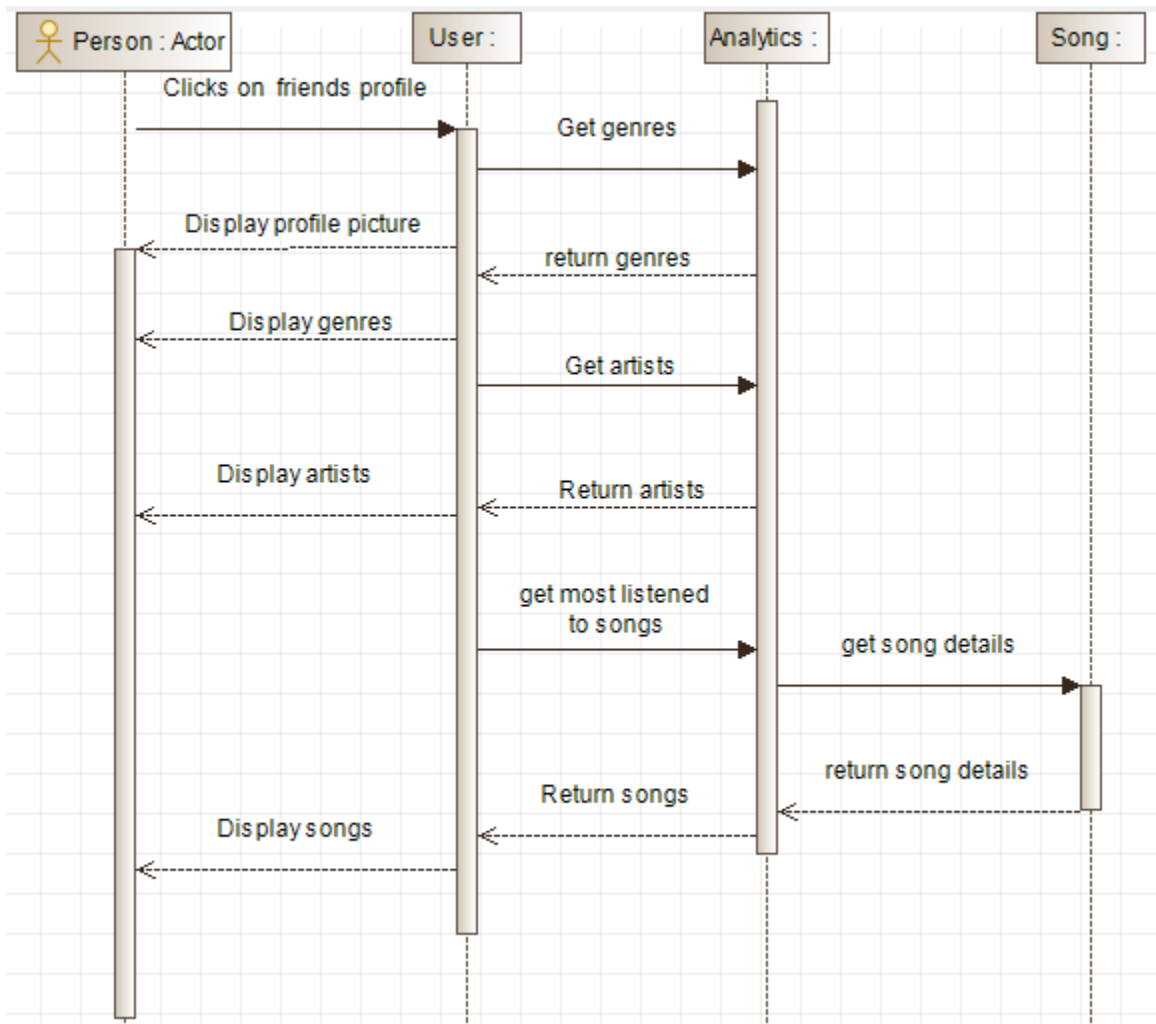 Person : Actor
User :
Analytics :
Song :
Clicks on friends profile
Get genres
Display profile picture
return genres
Display genres
Get artists
Display artists
Return artists
get most listened
to songs
get song details
return song details
Return songs
Display songs